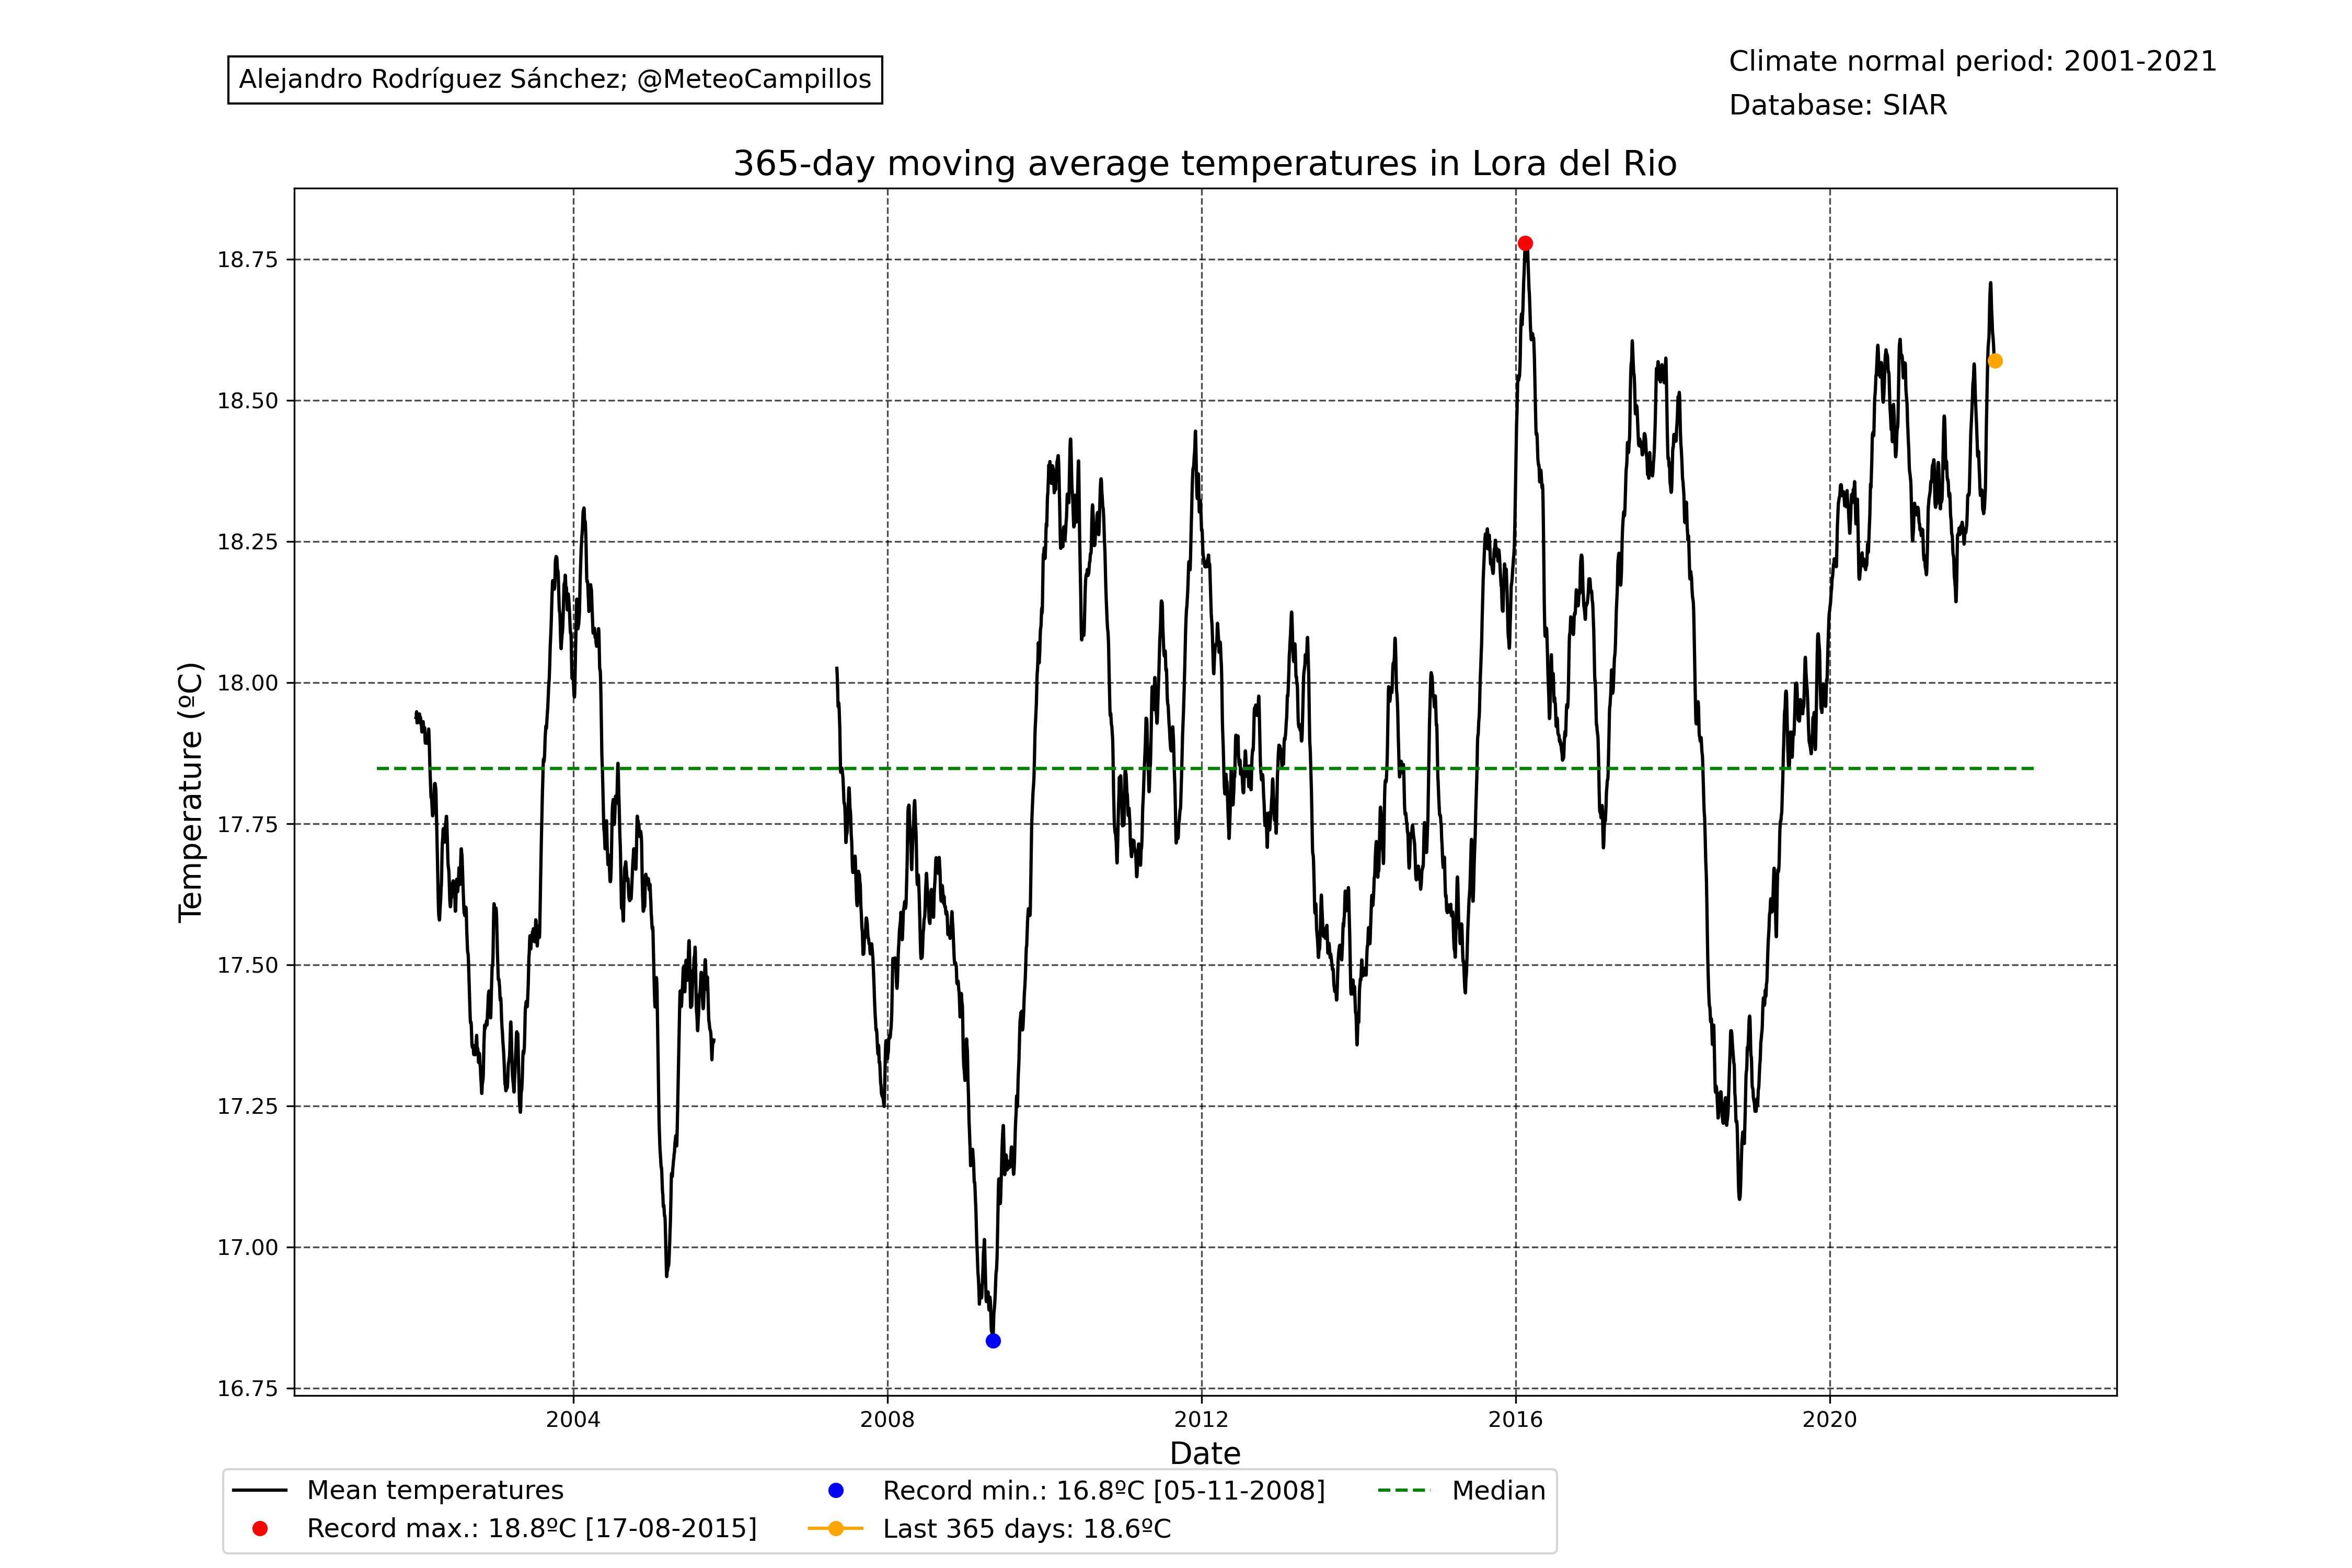 Alejandro Rodríguez Sánchez; @MeteoCampillos
Climate normal period: 2001-2021
Database: SIAR
365-day moving average temperatures in Lora del Rio
Temperature (ºC)
18.75
18.50
18.25
18.00
17.75
17.50
17.25
17.00
16.75
2004 2008 2012 2016 2020
Date
Mean temperatures
Record max.: 18.8ºC [17-08-2015]
Record min.: 16.8ºC [05-11-2008]
Last 365 days: 18.6ºC
Median